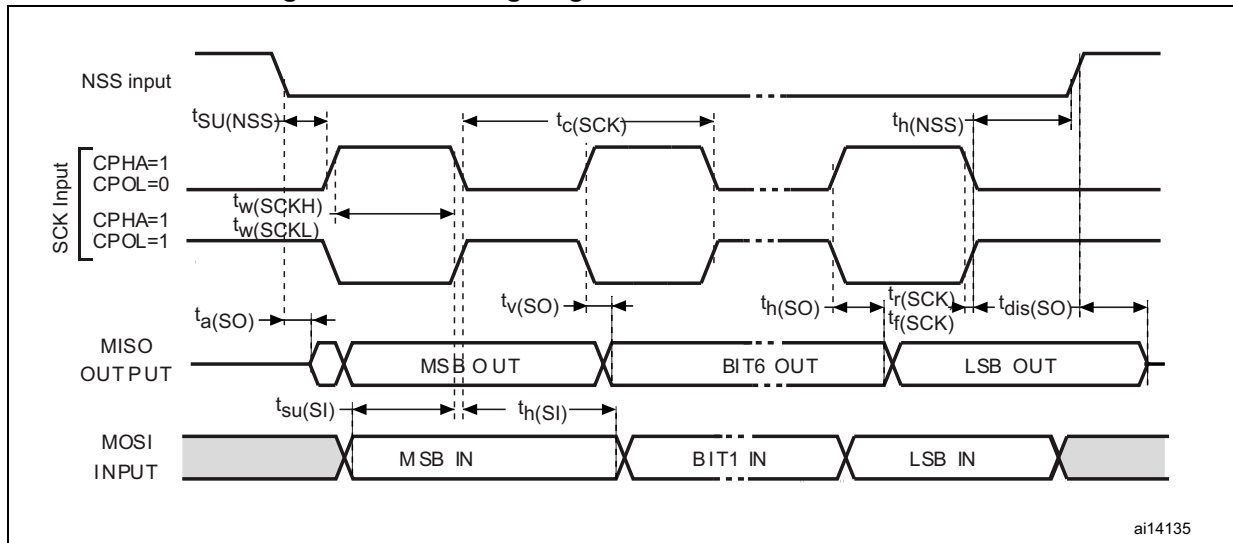 NSS input
tSU(NSS)
tc(SCK)
th(NSS)
SCK Input
CPHA=1
CPOL=0
CPHA=1
CPOL=1
tw(SCKH)
tw(SCKL)
ta(SO)
tv(SO)
th(SO)
tr(SCK)
tf(SCK)
tdis(SO)
MISO
OUTPUT
MSB OUT
BIT6 OUT
LSB OUT
tsu(SI)
th(SI)
MOSI
INPUT
MSB IN
BIT1 IN
LSB IN
ai14135